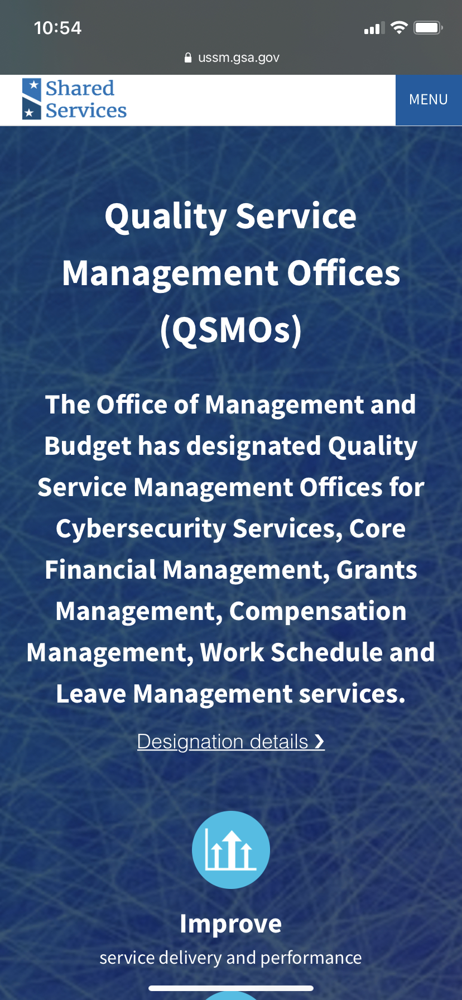 10:54
ussm.gsa.gov
Shared
Services
MENU
Quality Service
Management Offices
(QSMOs)
The Office of Management and
Budget has designated Quality
Service Management Offices for
Cybersecurity Services, Core
Financial Management, Grants
Management, Compensation
Management, Work Schedule and
Leave Management services.
Designation details ❯
Improve
service delivery and performance